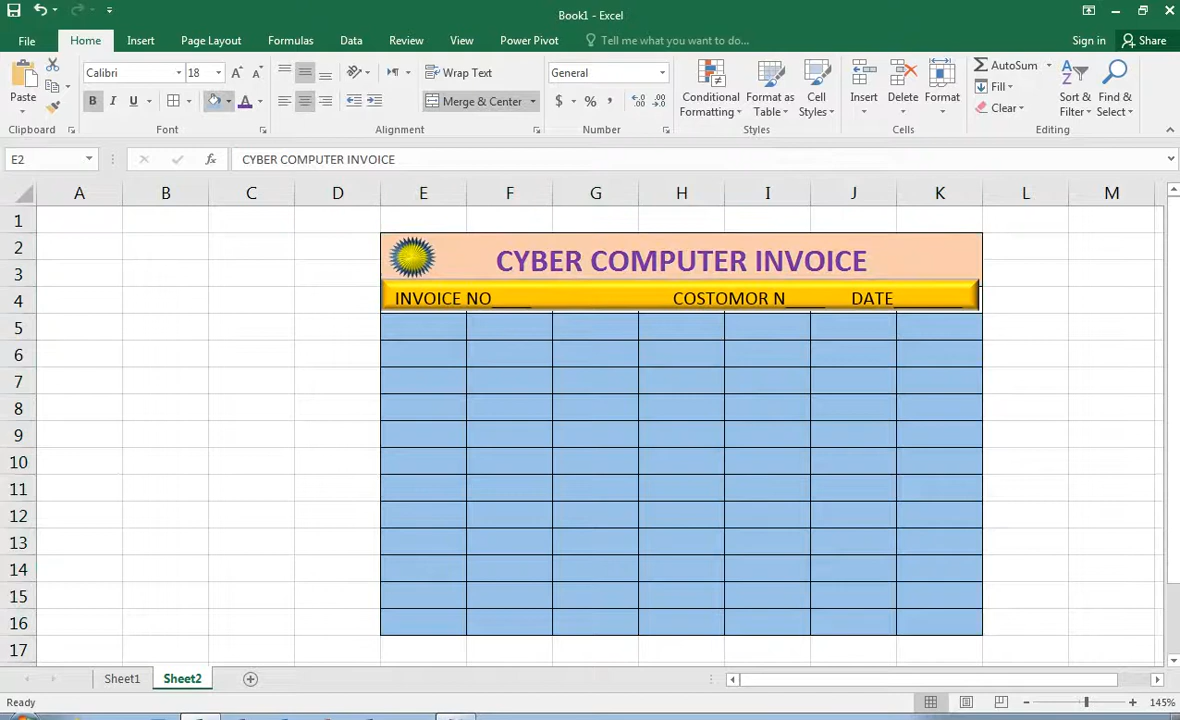 Book1 - Excel
File Home Insert Page Layout Formulas Data Review View Power Pivot Tell me what you want to do... Sign in Share
Calibri 18 Wrap Text General AutoSum
Paste Conditional Formatting Format as Table Cell Styles Insert Delete Format Fill Sort & Filter Find & Select
B I U A Merge & Center $ % , Clear
Clipboard Font Alignment Number Styles Cells Editing
E2 fx CYBER COMPUTER INVOICE
A B C D E F G H I J K L M
1
2 CYBER COMPUTER INVOICE
3
4 INVOICE NO____ COSTOMOR N____ DATE_______
5
6
7
8
9
10
11
12
13
14
15
16
17
Sheet1 Sheet2
Ready 145%